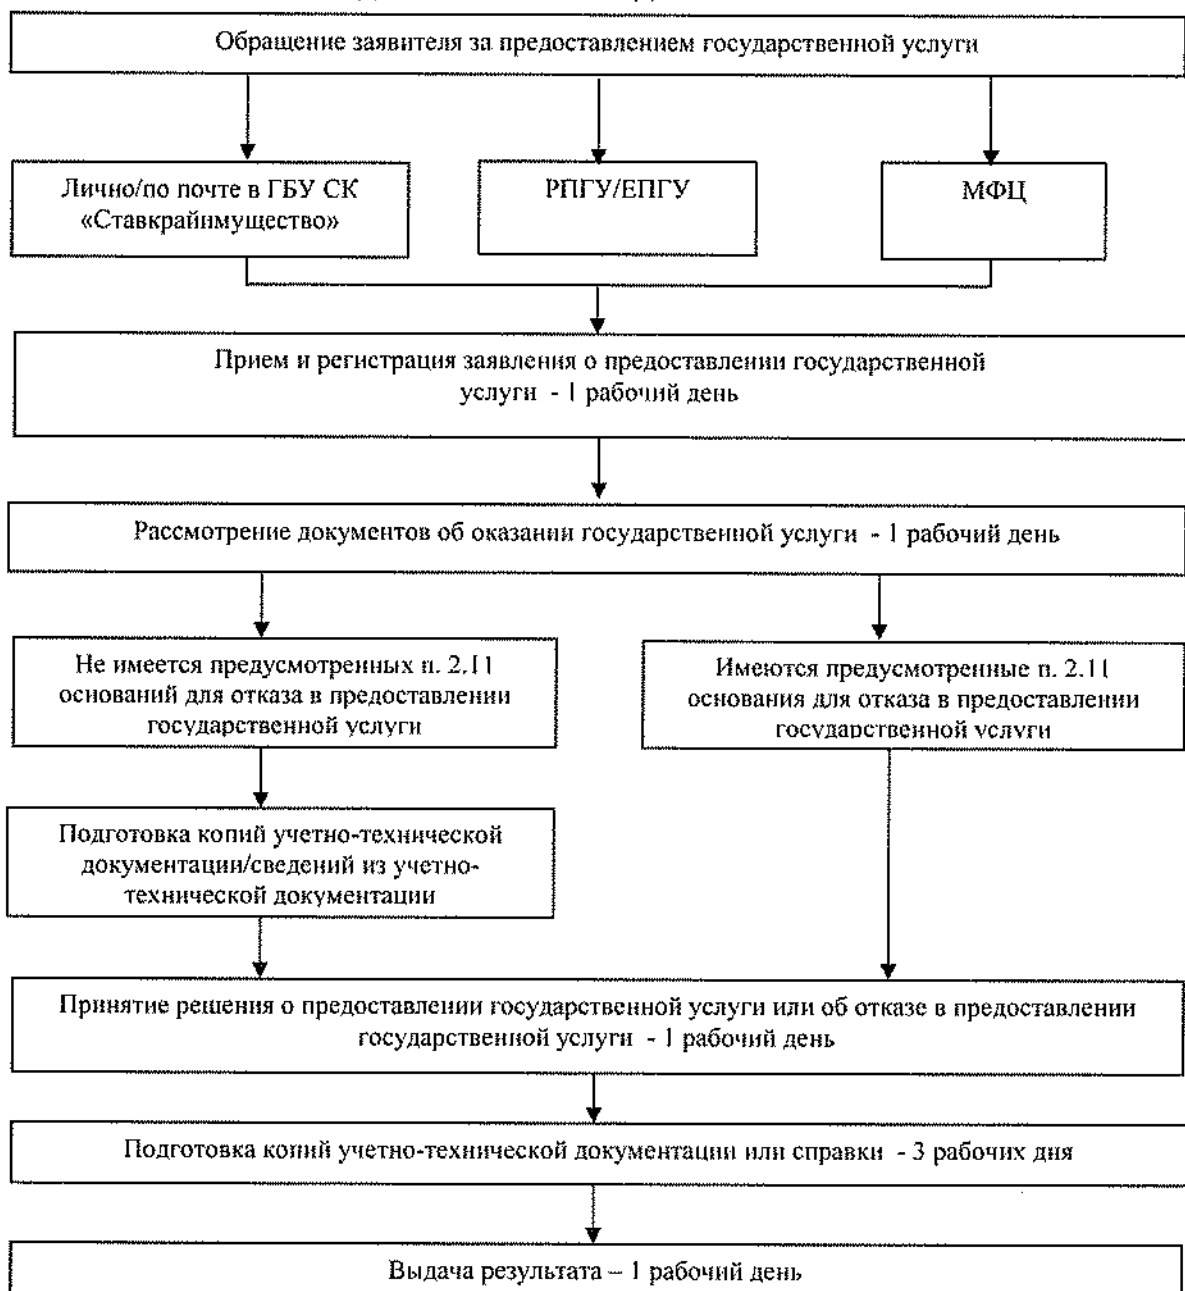 Обращение заявителя за предоставлением государственной услуги
Лично/по почте в ГБУ СК
«Ставкрайимущество»
РПГУ/ЕПГУ
МФЦ
Прием и регистрация заявления о предоставлении государственной
услуги - 1 рабочий день
Рассмотрение документов об оказании государственной услуги - 1 рабочий день
Не имеется предусмотренных п. 2.11
оснований для отказа в предоставлении
государственной услуги
Имеются предусмотренные п. 2.11
основания для отказа в предоставлении
государственной услуги
Подготовка копий учетно-технической
документации/сведений из учетно-
технической документации
Принятие решения о предоставлении государственной услуги или об отказе в предоставлении
государственной услуги - 1 рабочий день
Подготовка копий учетно-технической документации или справки - 3 рабочих дня
Выдача результата – 1 рабочий день